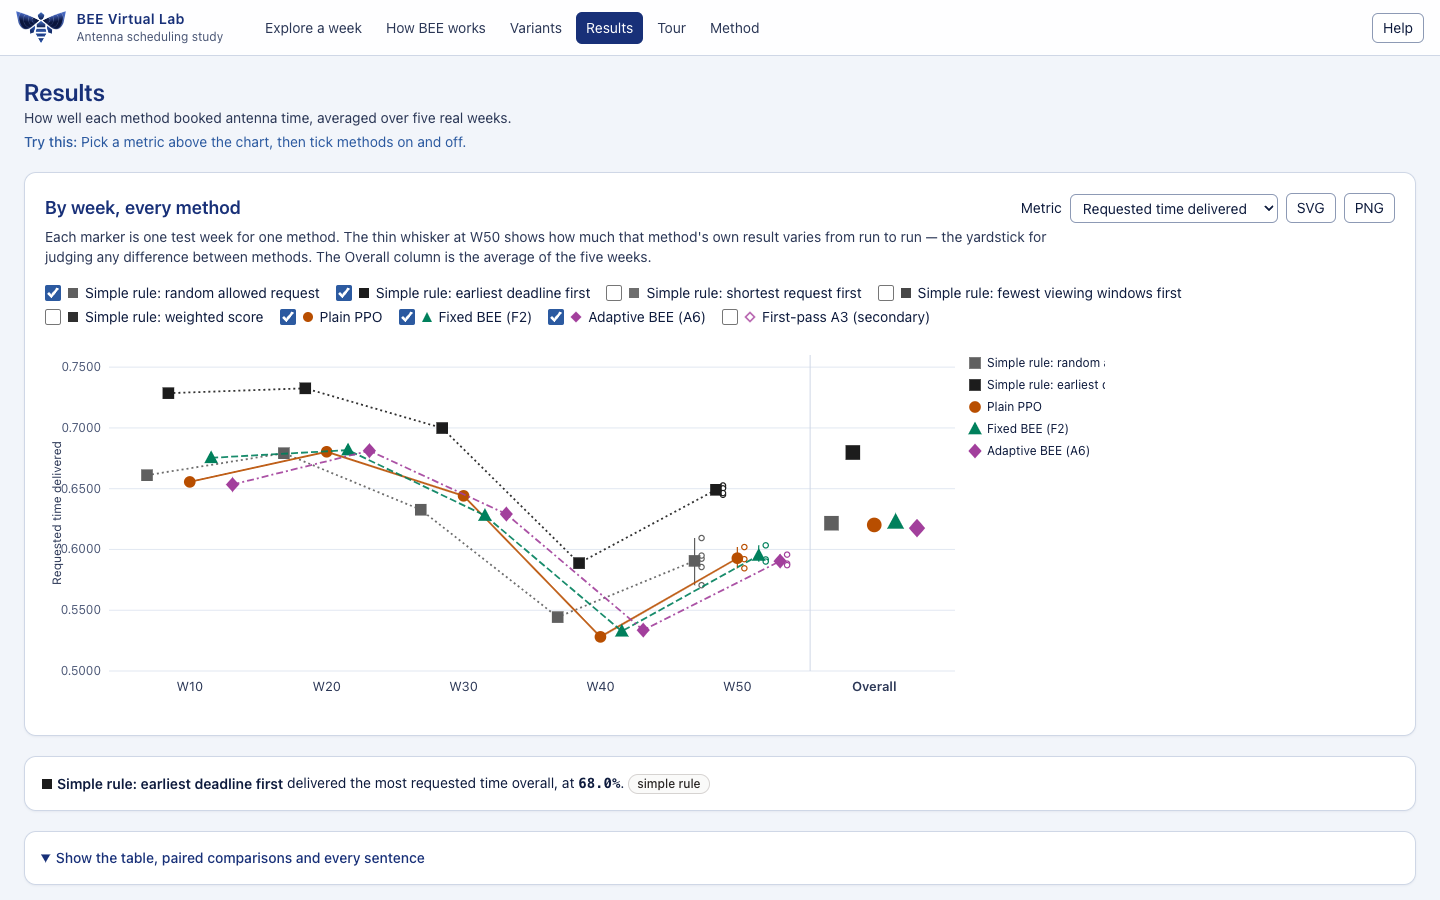 BEE Virtual Lab
Antenna scheduling study
Explore a week
How BEE works
Variants
Results
Tour
Method
Help
Results
How well each method booked antenna time, averaged over five real weeks.
Try this: Pick a metric above the chart, then tick methods on and off.
By week, every method
Metric
Requested time delivered
SVG
PNG
Each marker is one test week for one method. The thin whisker at W50 shows how much that method's own result varies from run to run — the yardstick for
judging any difference between methods. The Overall column is the average of the five weeks.
Simple rule: random allowed request
Simple rule: earliest deadline first
Simple rule: shortest request first
Simple rule: fewest viewing windows first
Simple rule: weighted score
Plain PPO
Fixed BEE (F2)
Adaptive BEE (A6)
First-pass A3 (secondary)
Requested time delivered
0.7500
0.7000
0.6500
0.6000
0.5500
0.5000
W10
W20
W30
W40
W50
Overall
Simple rule: random
Simple rule: earliest
Plain PPO
Fixed BEE (F2)
Adaptive BEE (A6)
Simple rule: earliest deadline first delivered the most requested time overall, at 68.0%. simple rule
Show the table, paired comparisons and every sentence